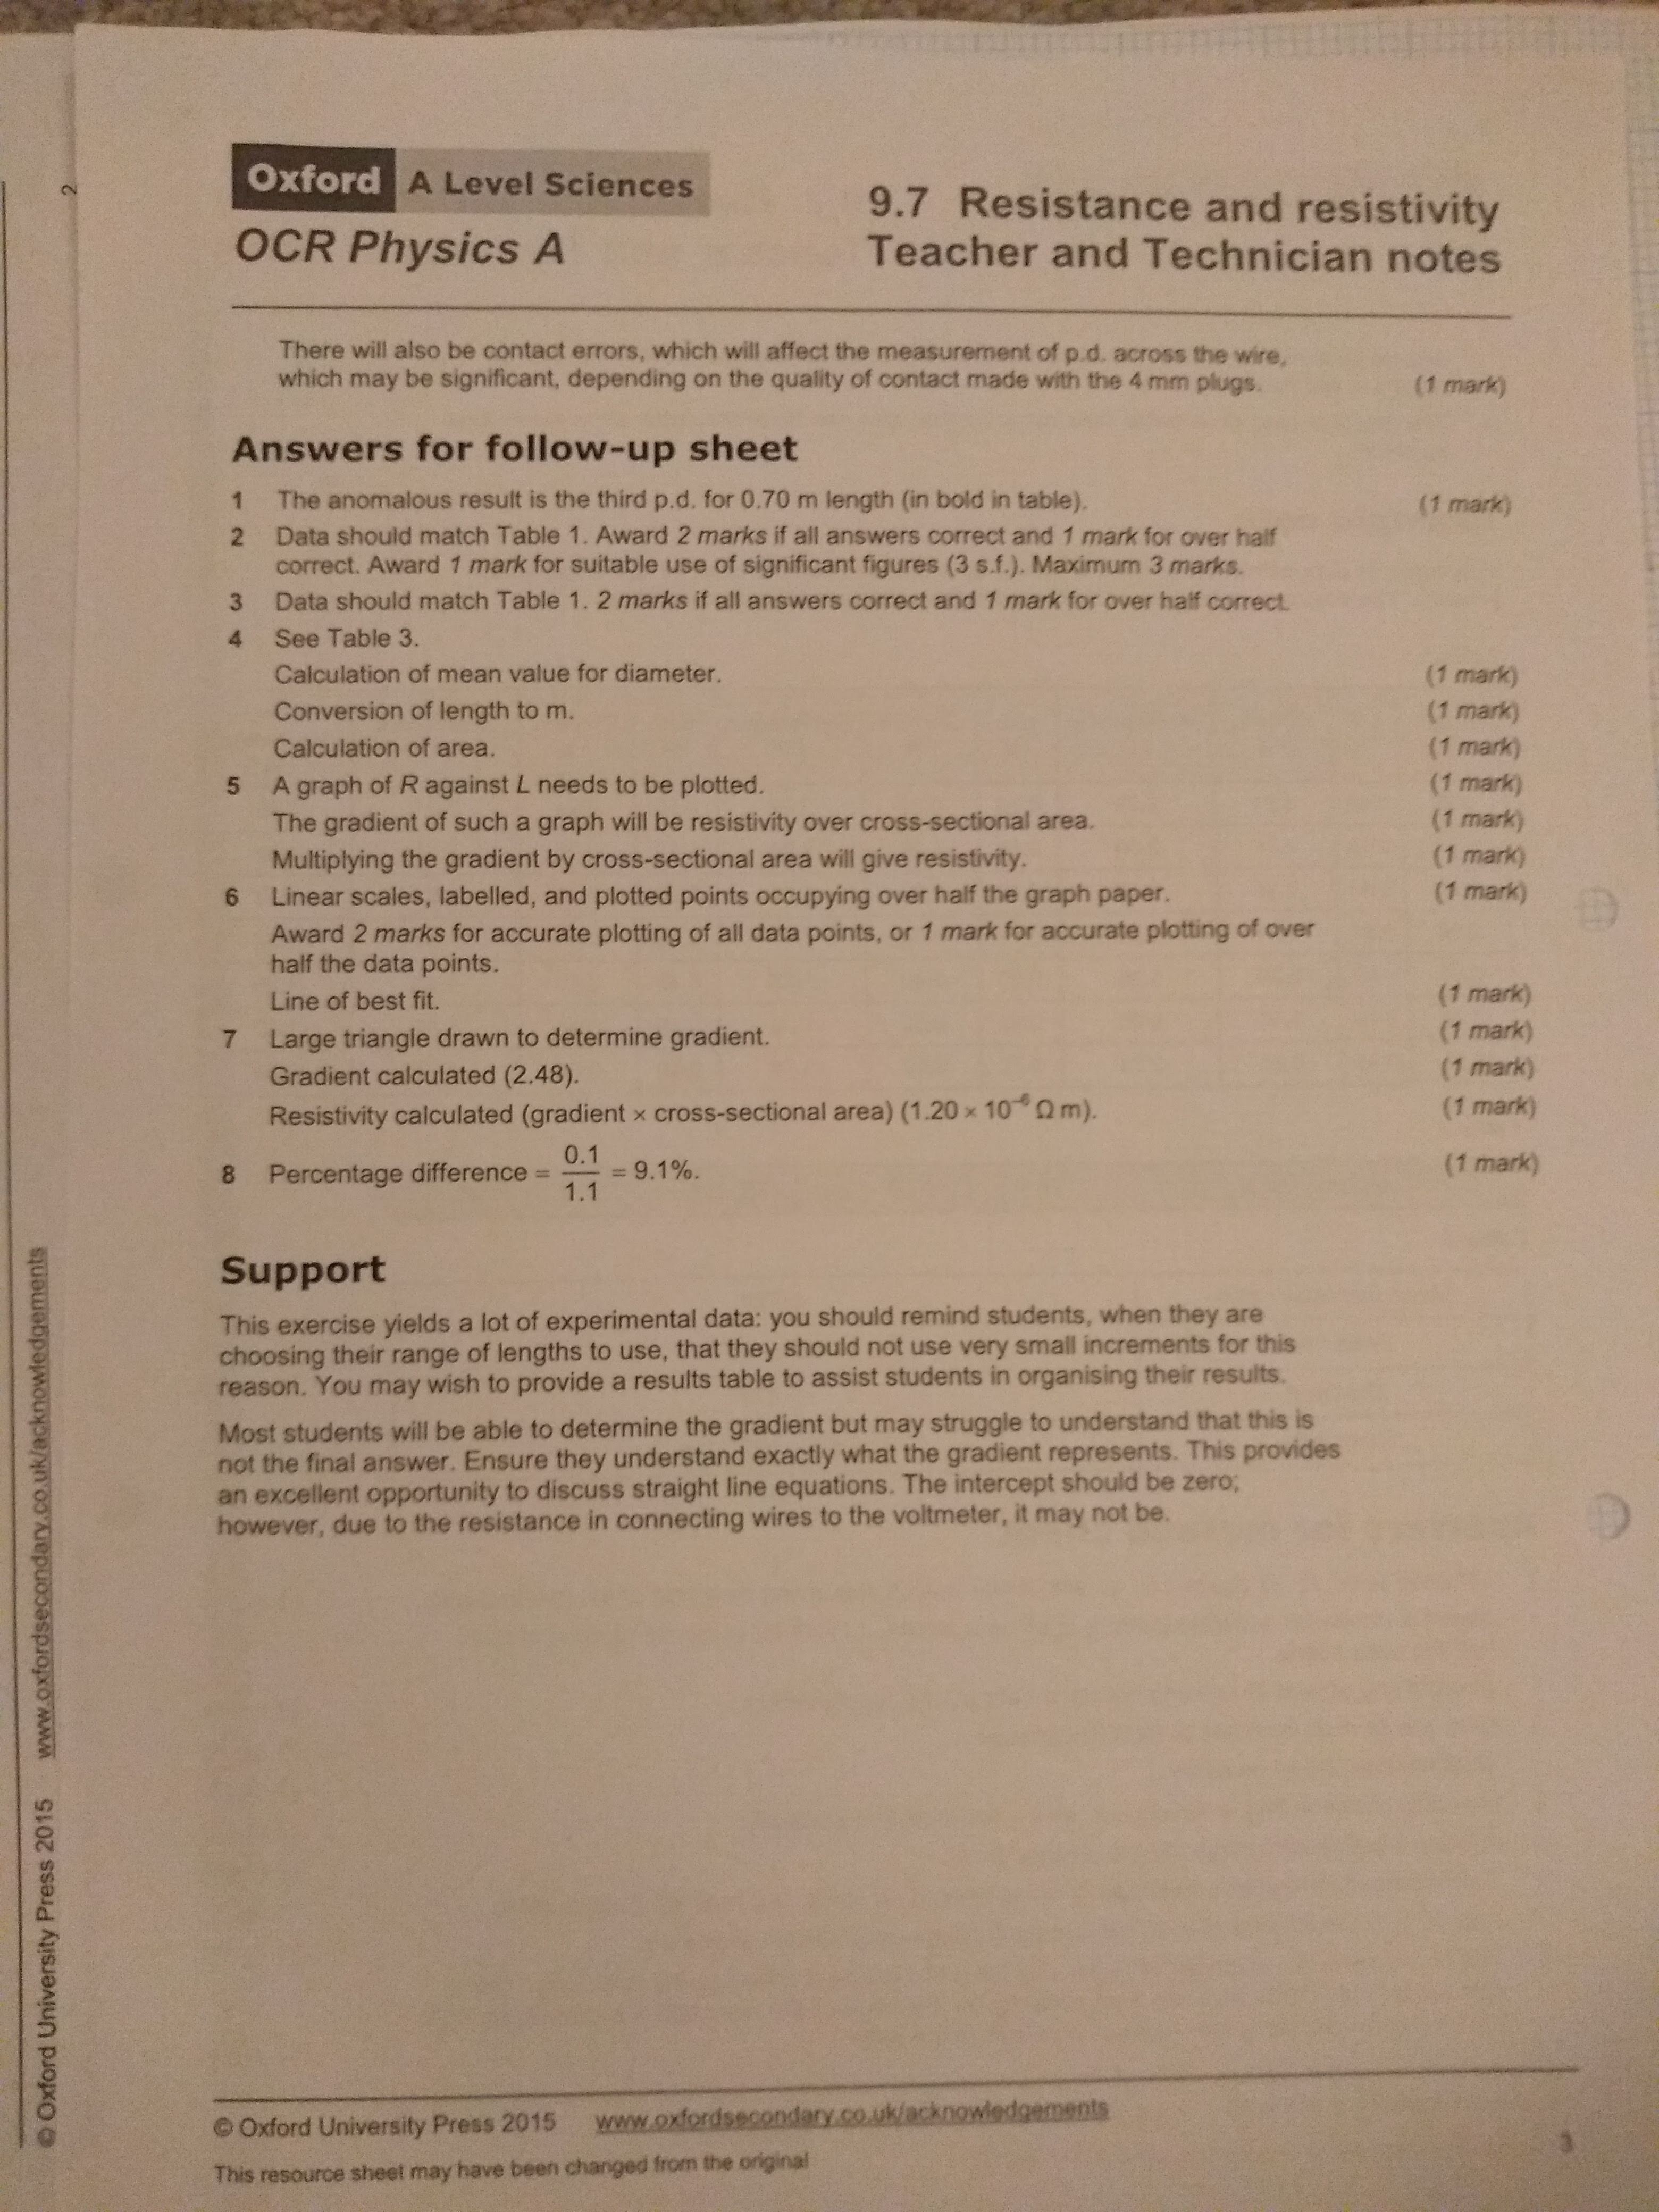 Oxford A Level Sciences
OCR Physics A
9.7 Resistance and resistivity
Teacher and Technician notes
There will also be contact errors, which will affect the measurement of p.d. across the wire,
which may be significant, depending on the quality of contact made with the 4 mm plugs. (1 mark)
Answers for follow-up sheet
1 The anomalous result is the third p.d. for 0.70 m length (in bold in table). (1 mark)
2 Data should match Table 1. Award 2 marks if all answers correct and 1 mark for over half
correct. Award 1 mark for suitable use of significant figures (3 s.f.). Maximum 3 marks.
3 Data should match Table 1. 2 marks if all answers correct and 1 mark for over half correct.
4 See Table 3.
Calculation of mean value for diameter. (1 mark)
Conversion of length to m. (1 mark)
Calculation of area. (1 mark)
5 A graph of R against L needs to be plotted. (1 mark)
The gradient of such a graph will be resistivity over cross-sectional area. (1 mark)
Multiplying the gradient by cross-sectional area will give resistivity. (1 mark)
6 Linear scales, labelled, and plotted points occupying over half the graph paper. (1 mark)
Award 2 marks for accurate plotting of all data points, or 1 mark for accurate plotting of over
half the data points.
Line of best fit. (1 mark)
7 Large triangle drawn to determine gradient. (1 mark)
Gradient calculated (2.48). (1 mark)
Resistivity calculated (gradient × cross-sectional area) (1.20 × 10⁻⁶ Ω m). (1 mark)
8 Percentage difference = 0.1/1.1 = 9.1%. (1 mark)
Support
This exercise yields a lot of experimental data: you should remind students, when they are
choosing their range of lengths to use, that they should not use very small increments for this
reason. You may wish to provide a results table to assist students in organising their results.
Most students will be able to determine the gradient but may struggle to understand that this is
not the final answer. Ensure they understand exactly what the gradient represents. This provides
an excellent opportunity to discuss straight line equations. The intercept should be zero;
however, due to the resistance in connecting wires to the voltmeter, it may not be.
© Oxford University Press 2015 www.oxfordsecondary.co.uk/acknowledgements
This resource sheet may have been changed from the original
3
© Oxford University Press 2015 www.oxfordsecondary.co.uk/acknowledgements
2